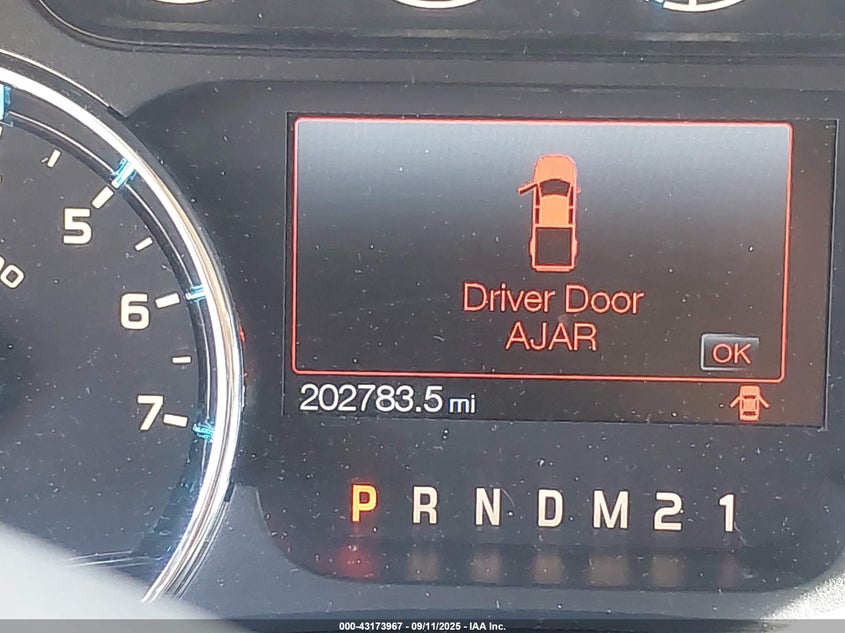 5
6
7
Driver Door
AJAR
OK
202783.5 mi
P R N D M 2 1
000-43173967 - 09/11/2025 - IAA Inc.